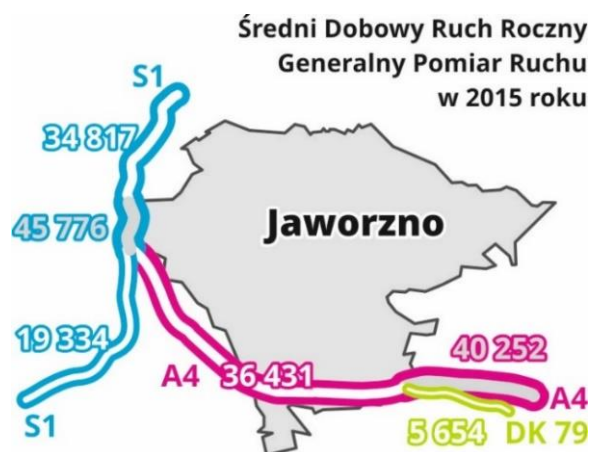 Średni Dobowy Ruch Roczny
Generalny Pomiar Ruchu
w 2015 roku
S1
34 817
45 776
Jaworzno
19 334
S1
A4
36 431
40 252
A4
5 654
DK 79